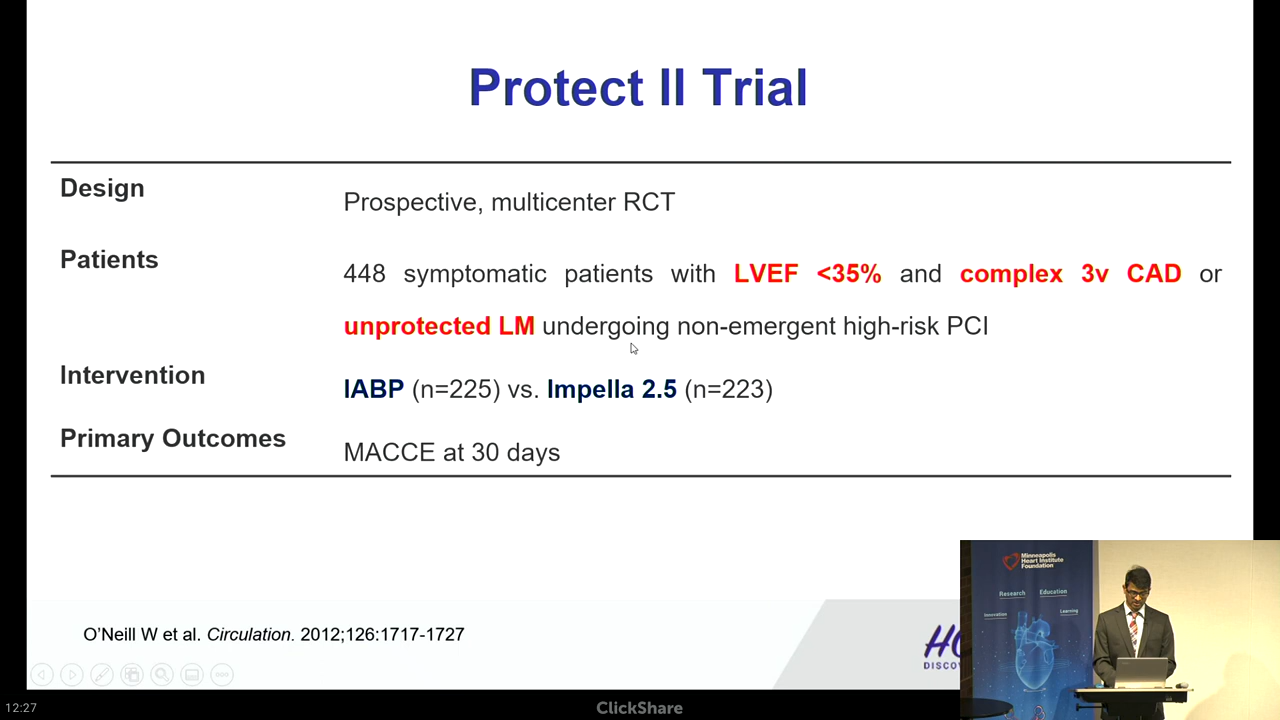 Protect II Trial
Design
Prospective, multicenter RCT
Patients
448 symptomatic patients with LVEF <35% and complex 3v CAD or
unprotected LM undergoing non-emergent high-risk PCI
Intervention
IABP (n=225) vs. Impella 2.5 (n=223)
Primary Outcomes
MACCE at 30 days
O'Neill W et al. Circulation. 2012;126:1717-1727
Minneapolis
Heart Institute
Foundation
Research
Education
Innovation
Learning
12:27
ClickShare